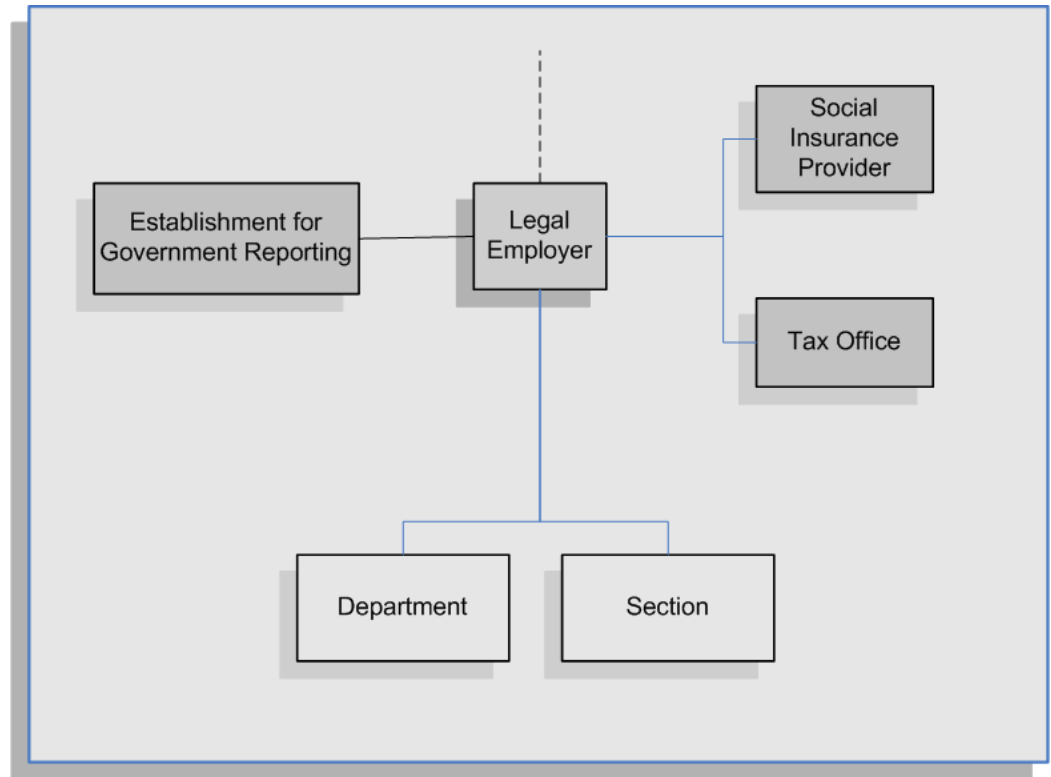 Social
Insurance
Provider
Establishment for
Government Reporting
Legal
Employer
Tax Office
Department
Section